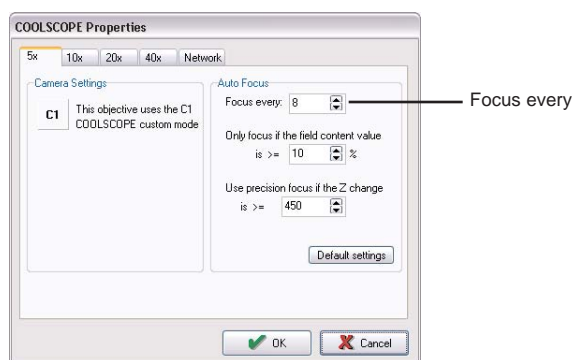 COOLSCOPE Properties
5x 10x 20x 40x Network
Camera Settings
C1 This objective uses the C1
COOLSCOPE custom mode
Auto Focus
Focus every: 8
Focus every
Only focus if the field content value
is >= 10 %
Use precision focus if the Z change
is >= 450
Default settings
OK Cancel